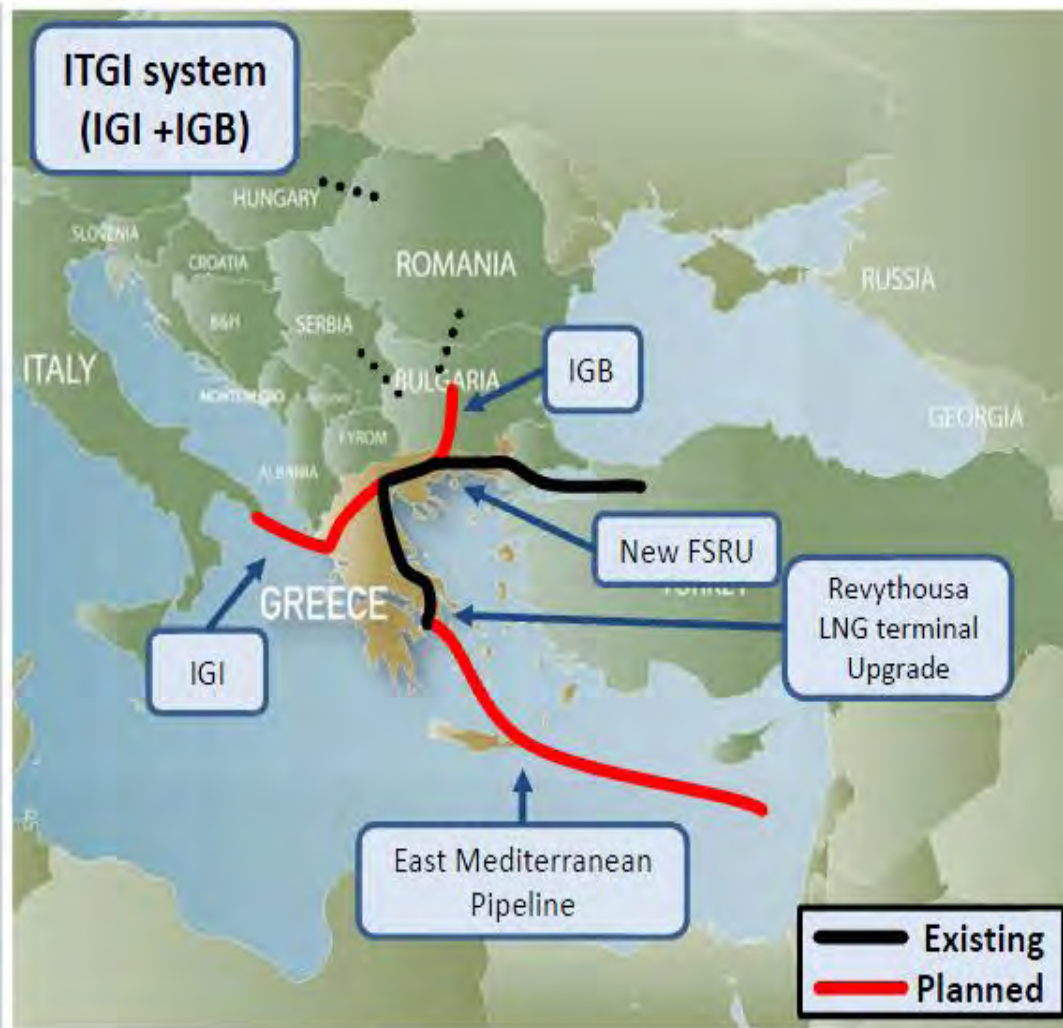 ITGI system
(IGI +IGB)
HUNGARY
SLOVENIA
CROATIA
ROMANIA
RUSSIA
B&H
SERBIA
ITALY
BULGARIA
IGB
GEORGIA
FYROM
ALBANIA
New FSRU
GREECE
Revythousa
LNG terminal
Upgrade
IGI
East Mediterranean
Pipeline
Existing
Planned